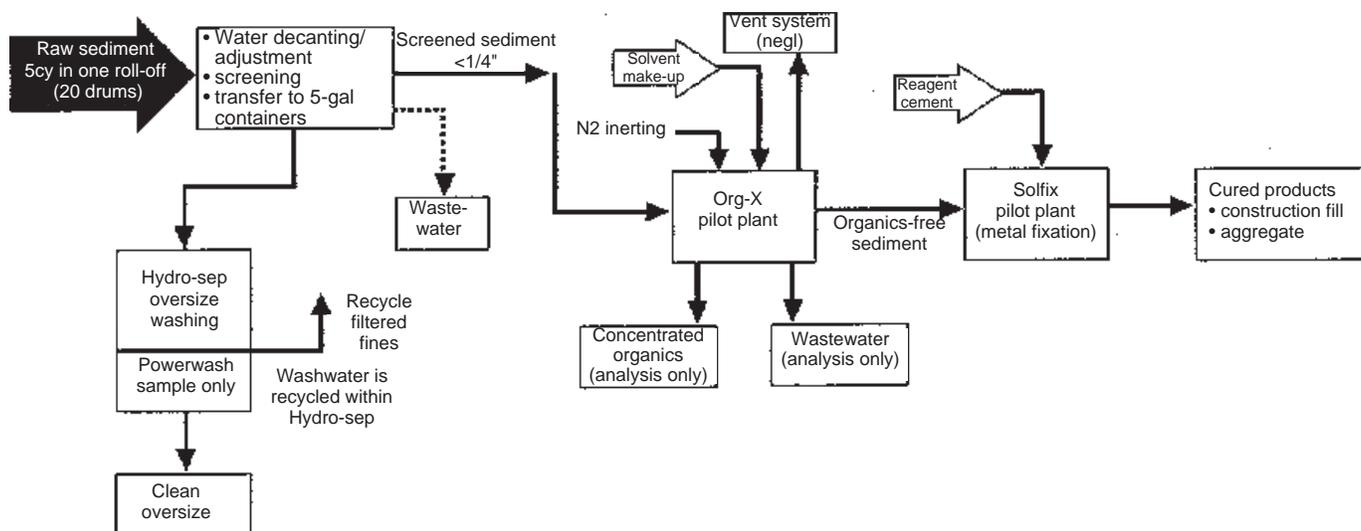 Raw sediment
5cy in one roll-off
(20 drums)
• Water decanting/
adjustment
• screening
• transfer to 5-gal
containers
Screened sediment
<1/4"
Waste-
water
Hydro-sep
oversize
washing
Powerwash
sample only
Recycle
filtered
fines
Washwater is
recycled within
Hydro-sep
Clean
oversize
Vent system
(negl)
Solvent
make-up
N2 inerting
Org-X
pilot plant
Concentrated
organics
(analysis only)
Wastewater
(analysis only)
Organics-free
sediment
Reagent
cement
Solfix
pilot plant
(metal fixation)
Cured products
• construction fill
• aggregate